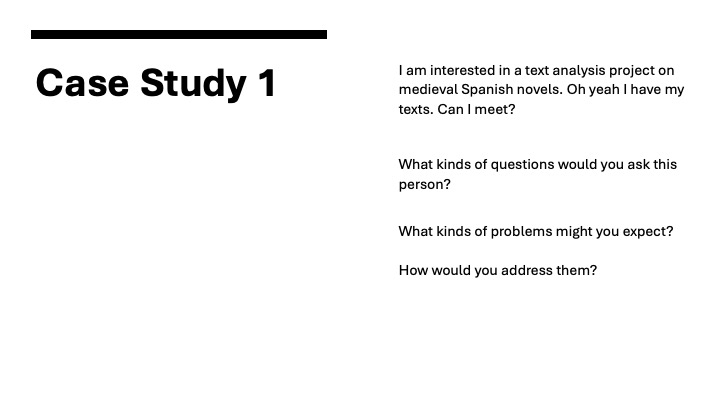 Case Study 1
I am interested in a text analysis project on
medieval Spanish novels. Oh yeah I have my
texts. Can I meet?
What kinds of questions would you ask this
person?
What kinds of problems might you expect?
How would you address them?